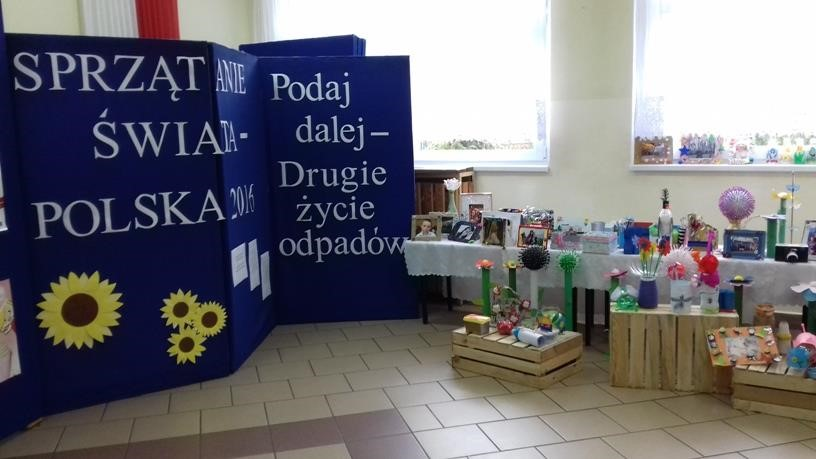 SPRZĄTANIE
ŚWIATA-
POLSKA 2016
Podaj
dalej-
Drugie
życie
odpadów